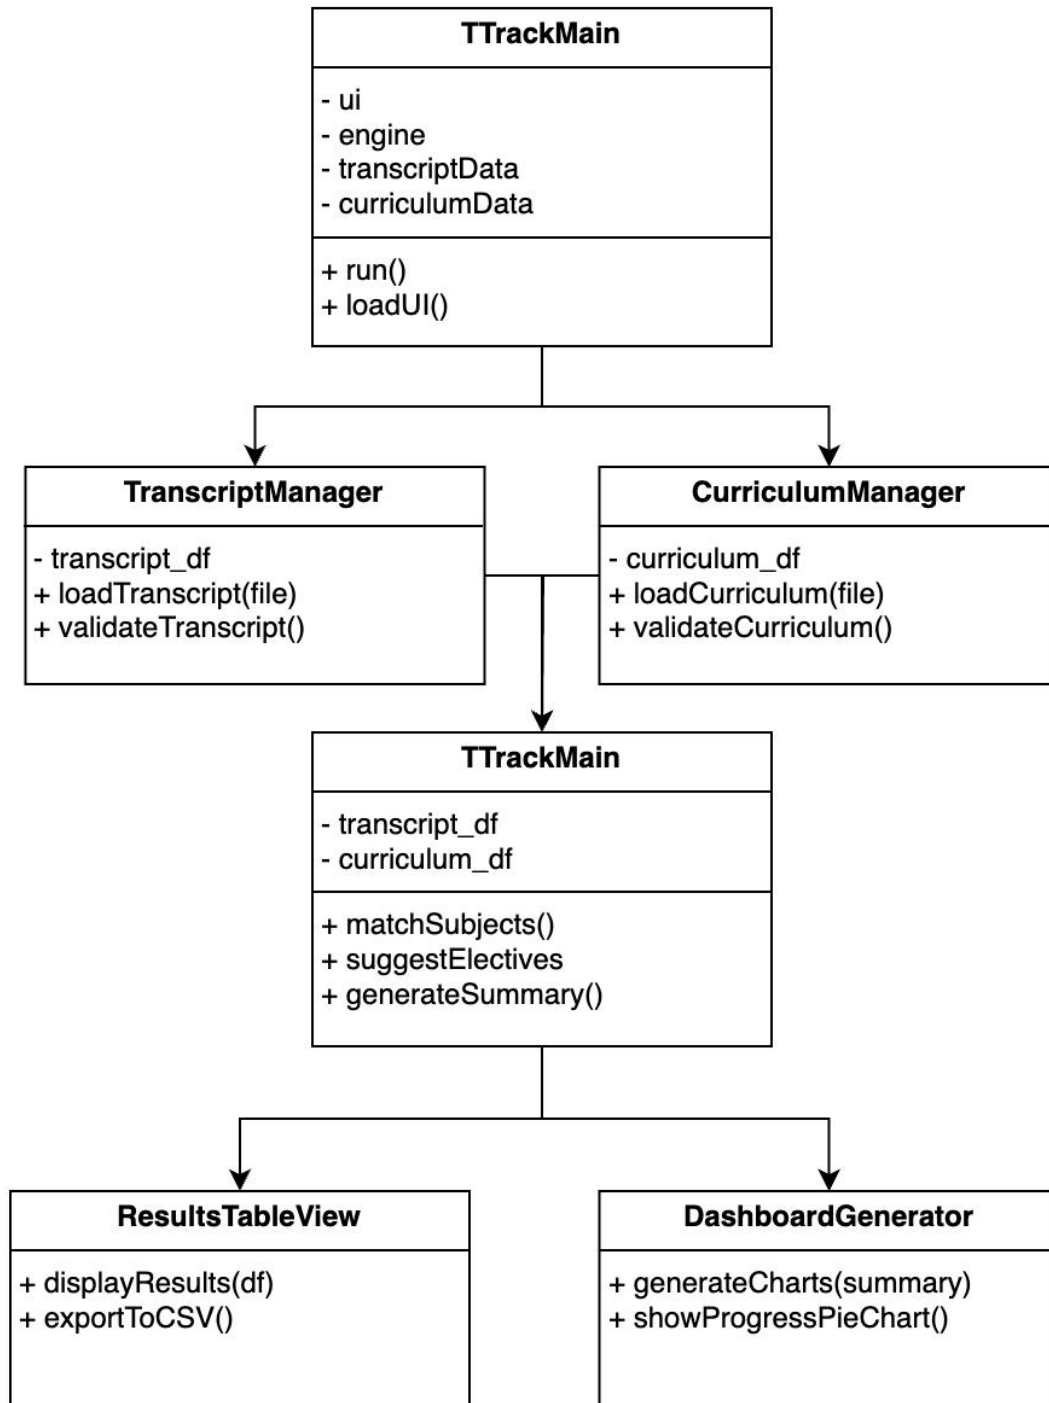 TTrackMain
- ui
- engine
- transcriptData
- curriculumData
+ run()
+ loadUI()
TranscriptManager
- transcript_df
+ loadTranscript(file)
+ validateTranscript()
CurriculumManager
- curriculum_df
+ loadCurriculum(file)
+ validateCurriculum()
TTrackMain
- transcript_df
- curriculum_df
+ matchSubjects()
+ suggestElectives
+ generateSummary()
ResultsTableView
+ displayResults(df)
+ exportToCSV()
DashboardGenerator
+ generateCharts(summary)
+ showProgressPieChart()